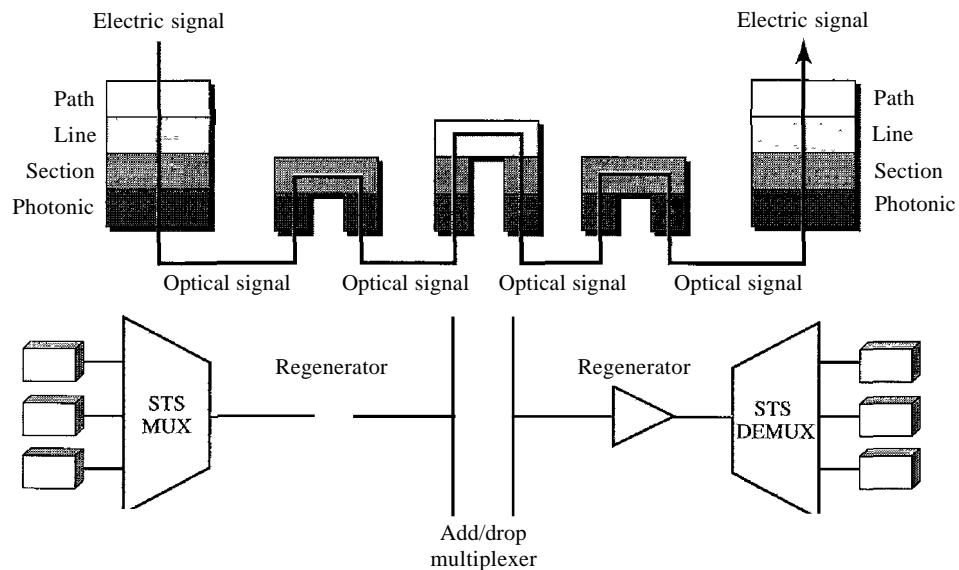 Electric signal
Electric signal
Path
Line
Section
Photonic
Path
Line
Section
Photonic
Optical signal
Optical signal
Optical signal
Optical signal
Regenerator
Regenerator
STS
MUX
STS
DEMUX
Add/drop
multiplexer